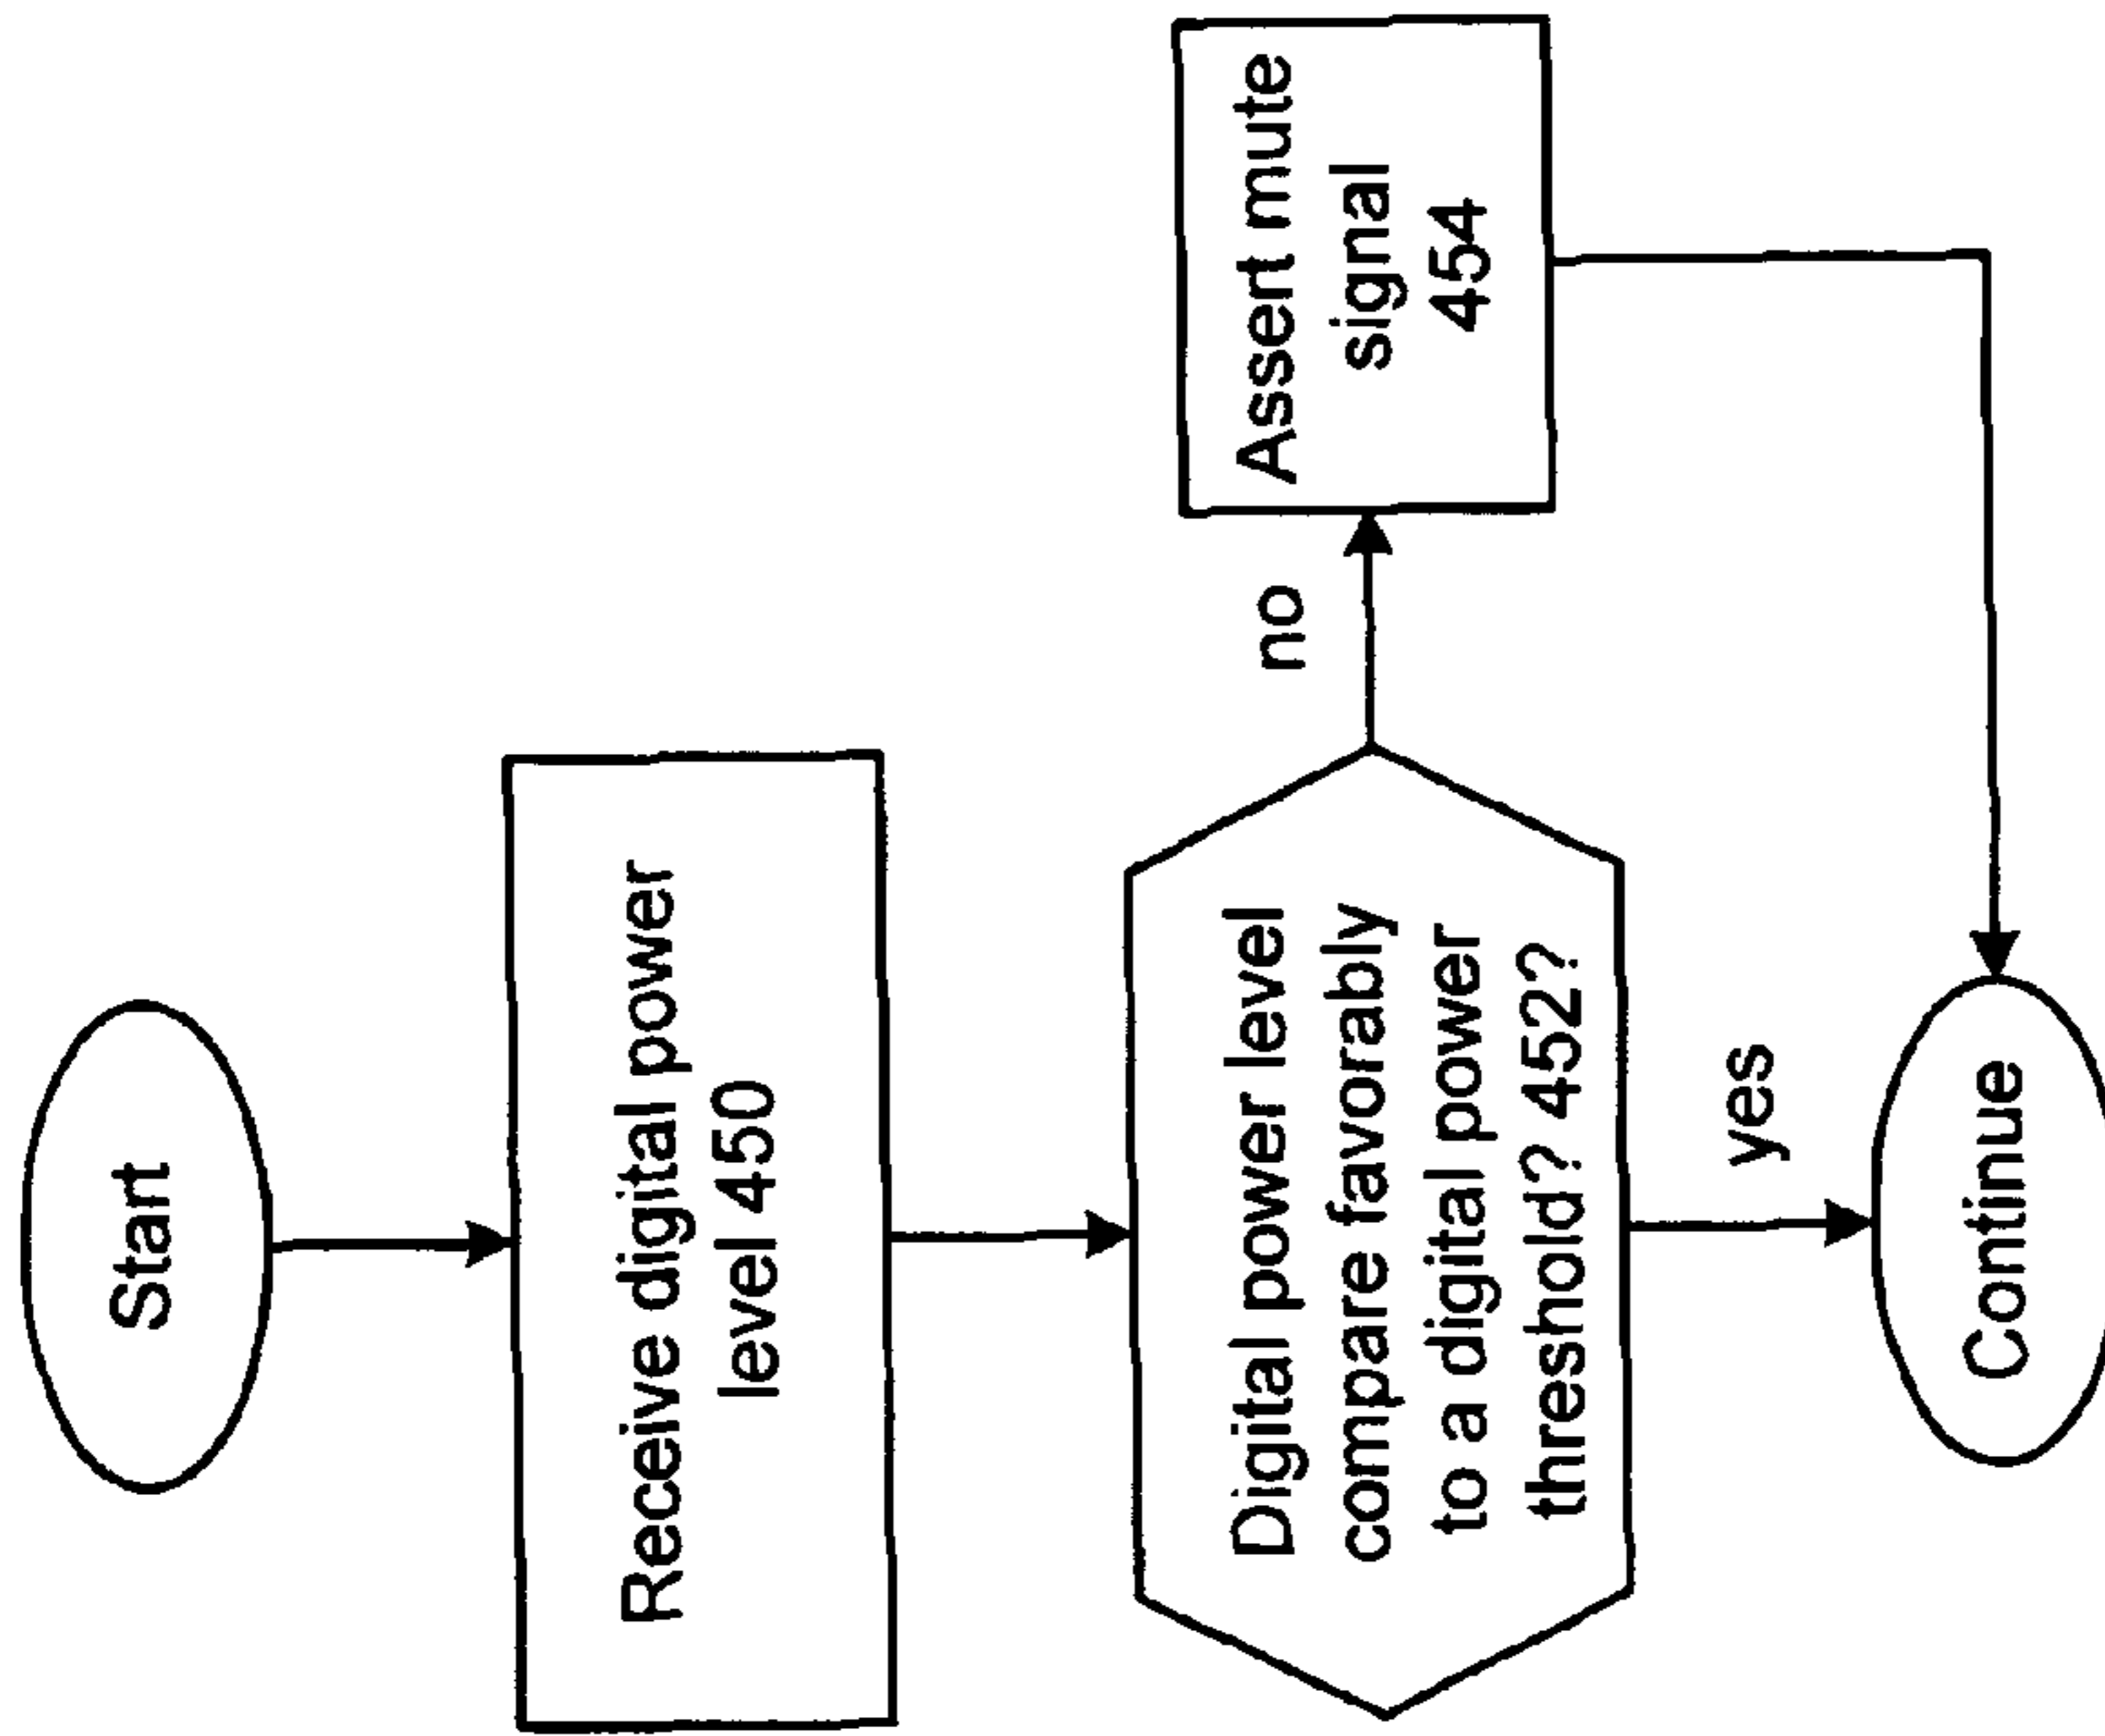 Start
Receive digital power
level 450
Digital power level
compare favorably
to a digital power
threshold? 452?
no
Assert mute
signal
454
yes
Continue